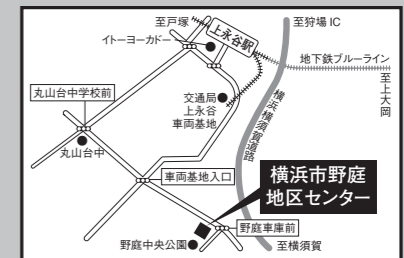 至戸塚
上永谷駅
至狩場 IC
イトーヨーカドー
地下鉄ブルーライン
至上大岡
丸山台中学校前
交通局
上永谷
車両基地
横浜横須賀道路
丸山台中
車両基地入口
横浜市野庭
地区センター
野庭車庫前
野庭中央公園
至横須賀